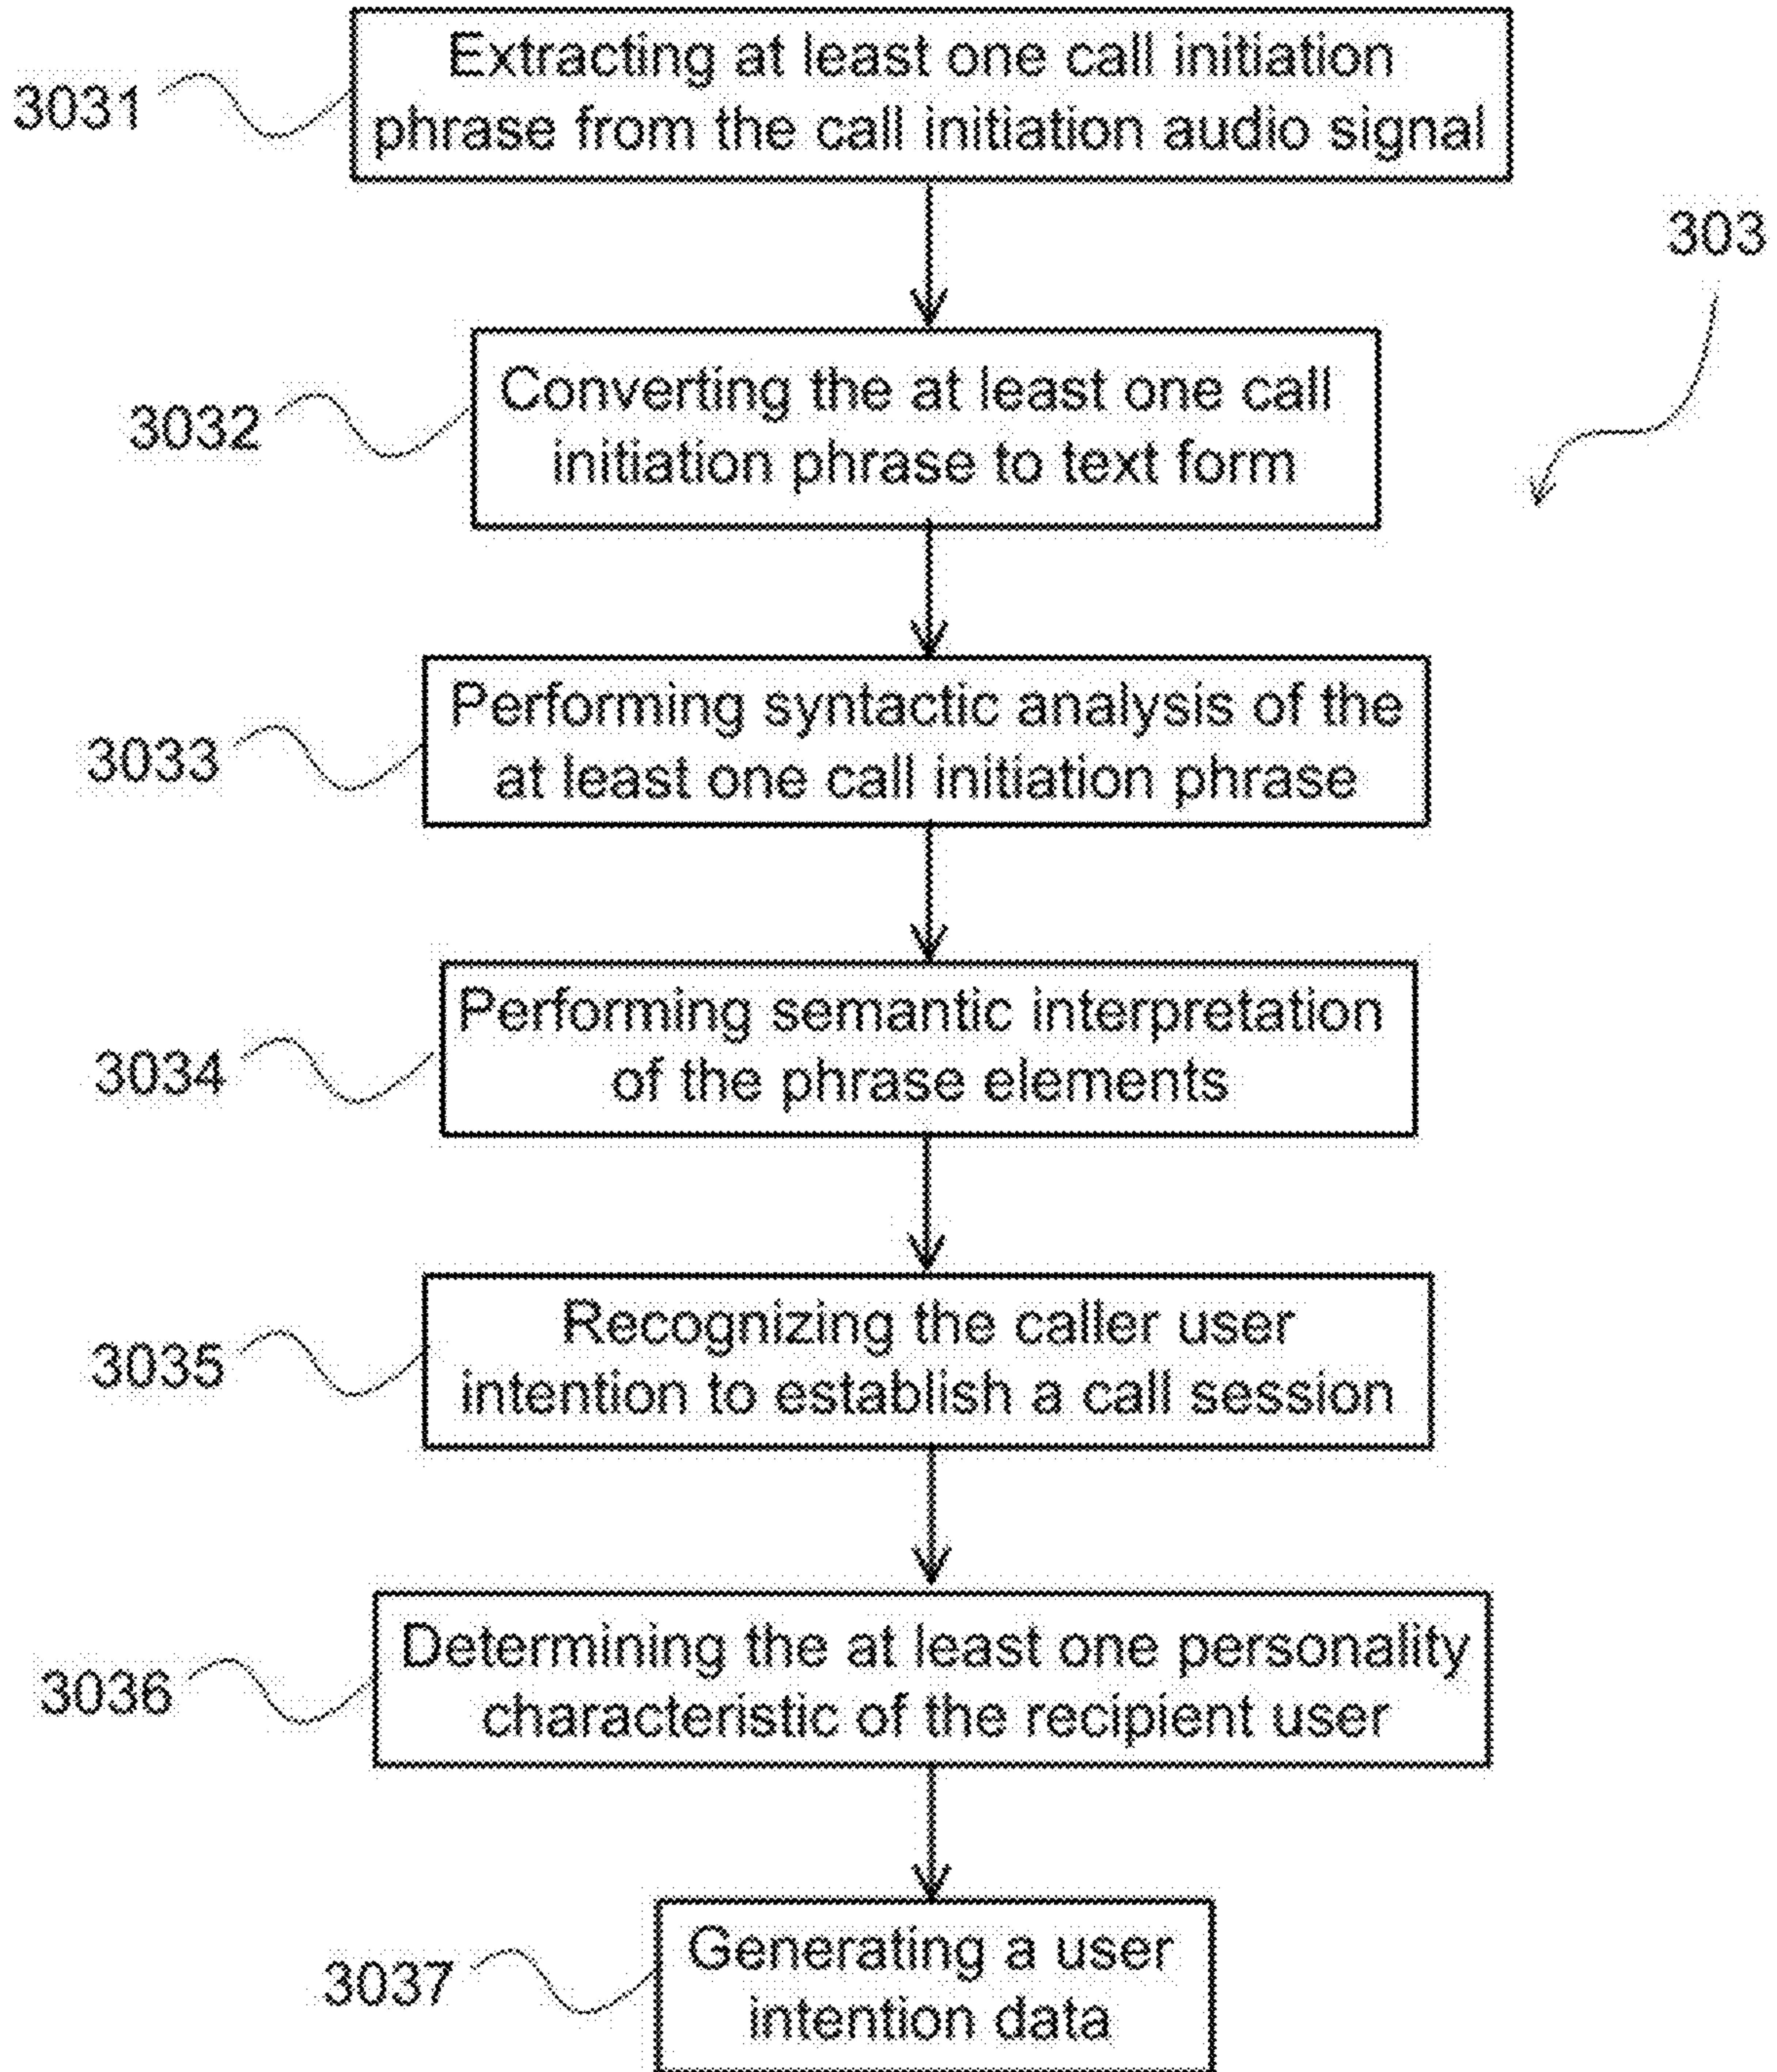 Extracting at least one call initiation
3031
phrase from the call initiation audio signal
303
Converting the at least one call
3032
initiation phrase to text form
Performing syntactic analysis of the
3033
at least one call initiation phrase
Performing semantic interpretation
3034
of the phrase elements
Recognizing the caller user
3035
intention to establish a call session
Determining the at least one personality
3036
characteristic of the recipient user
Generating a user
3037
intention data